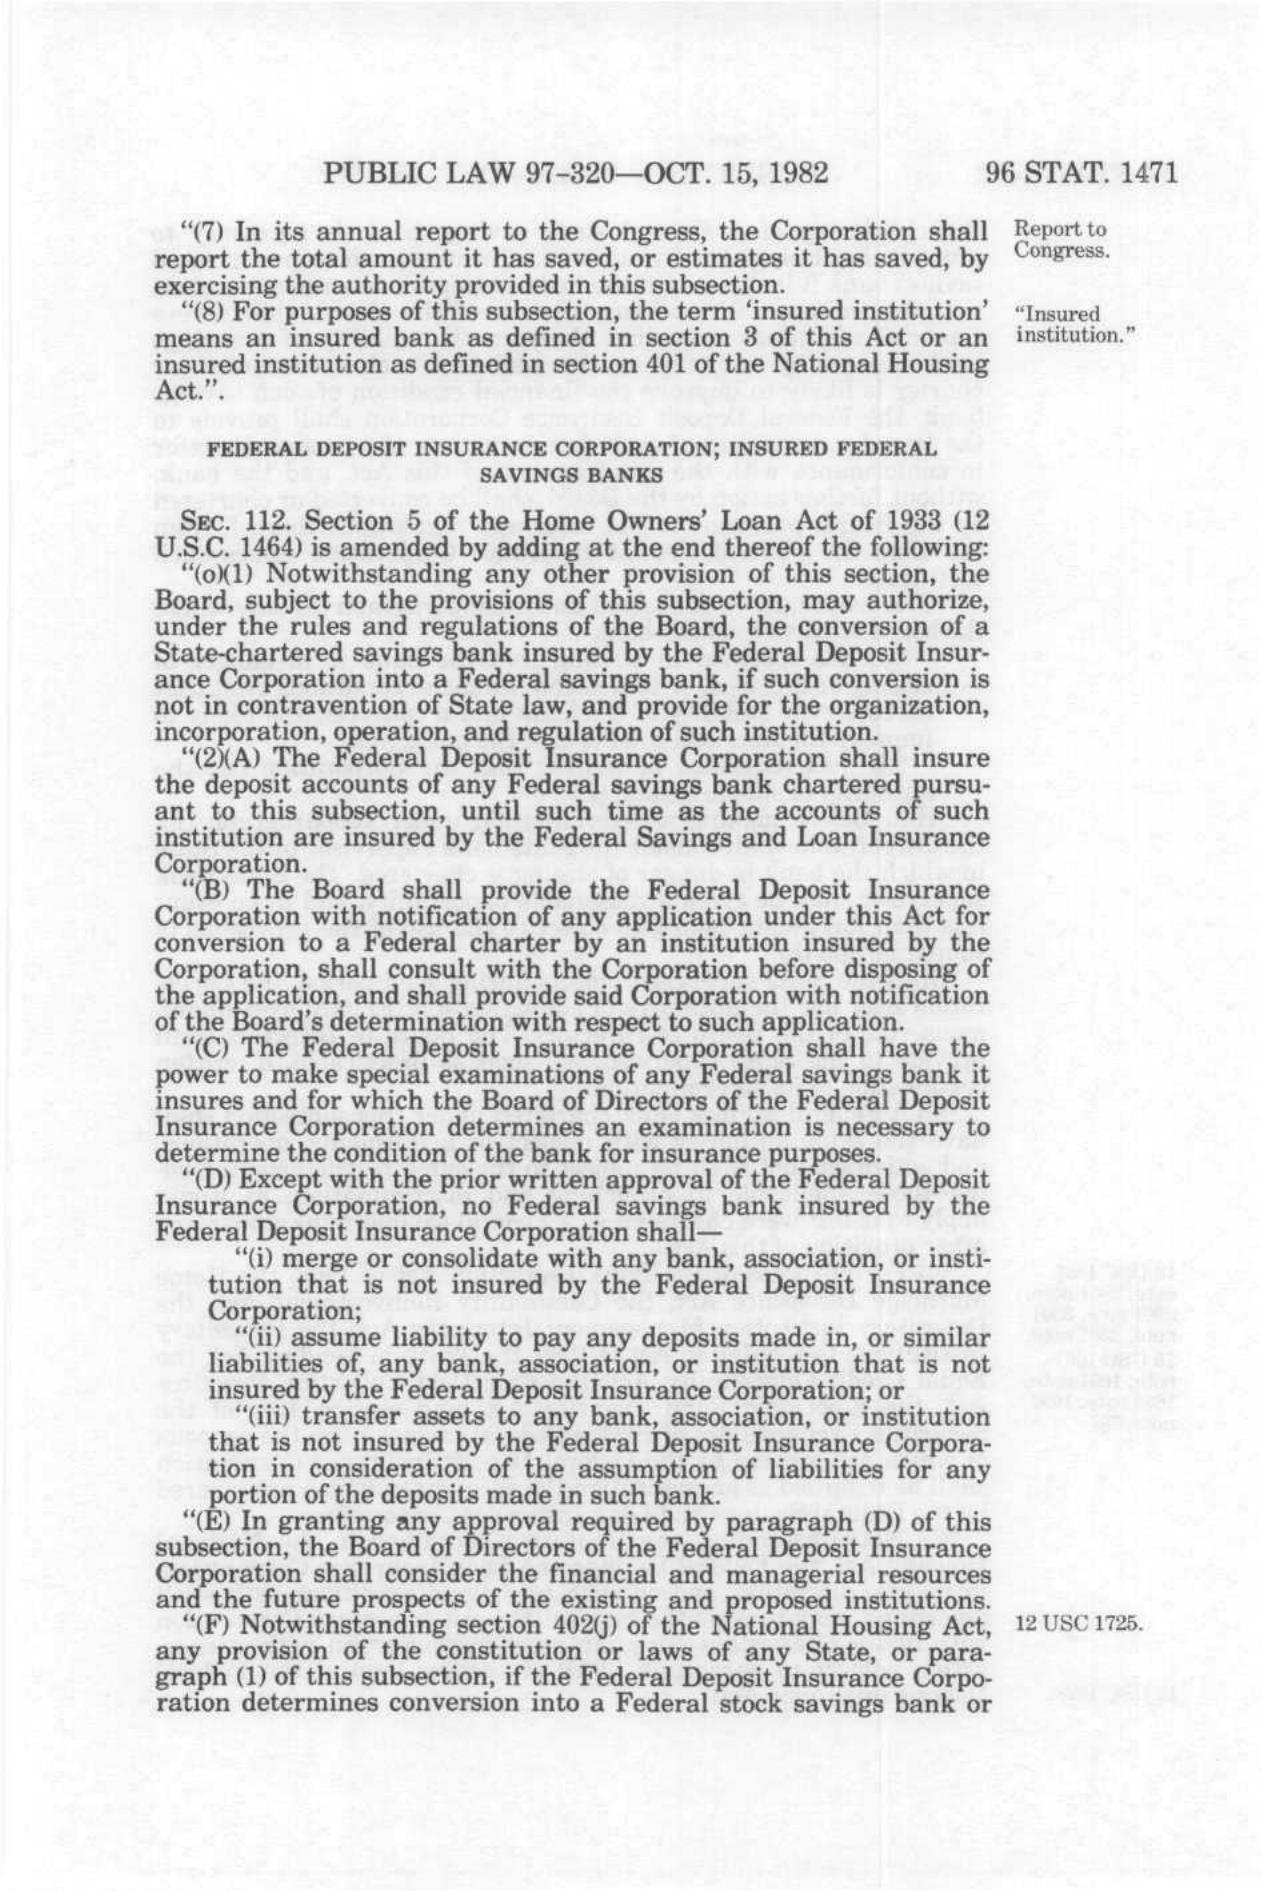 PUBLIC LAW 97–320—OCT. 15, 1982 96 STAT. 1471
“(7) In its annual report to the Congress, the Corporation shall
report the total amount it has saved, or estimates it has saved, by
exercising the authority provided in this subsection.
Report to
Congress.
“(8) For purposes of this subsection, the term ‘insured institution’
means an insured bank as defined in section 3 of this Act or an
insured institution as defined in section 401 of the National Housing
Act.”.
“Insured
institution.”
FEDERAL DEPOSIT INSURANCE CORPORATION; INSURED FEDERAL
SAVINGS BANKS
SEC. 112. Section 5 of the Home Owners’ Loan Act of 1933 (12
U.S.C. 1464) is amended by adding at the end thereof the following:
“(o)(1) Notwithstanding any other provision of this section, the
Board, subject to the provisions of this subsection, may authorize,
under the rules and regulations of the Board, the conversion of a
State-chartered savings bank insured by the Federal Deposit Insur-
ance Corporation into a Federal savings bank, if such conversion is
not in contravention of State law, and provide for the organization,
incorporation, operation, and regulation of such institution.
“(2)(A) The Federal Deposit Insurance Corporation shall insure
the deposit accounts of any Federal savings bank chartered pursu-
ant to this subsection, until such time as the accounts of such
institution are insured by the Federal Savings and Loan Insurance
Corporation.
“(B) The Board shall provide the Federal Deposit Insurance
Corporation with notification of any application under this Act for
conversion to a Federal charter by an institution insured by the
Corporation, shall consult with the Corporation before disposing of
the application, and shall provide said Corporation with notification
of the Board’s determination with respect to such application.
“(C) The Federal Deposit Insurance Corporation shall have the
power to make special examinations of any Federal savings bank it
insures and for which the Board of Directors of the Federal Deposit
Insurance Corporation determines an examination is necessary to
determine the condition of the bank for insurance purposes.
“(D) Except with the prior written approval of the Federal Deposit
Insurance Corporation, no Federal savings bank insured by the
Federal Deposit Insurance Corporation shall—
“(i) merge or consolidate with any bank, association, or insti-
tution that is not insured by the Federal Deposit Insurance
Corporation;
“(ii) assume liability to pay any deposits made in, or similar
liabilities of, any bank, association, or institution that is not
insured by the Federal Deposit Insurance Corporation; or
“(iii) transfer assets to any bank, association, or institution
that is not insured by the Federal Deposit Insurance Corpora-
tion in consideration of the assumption of liabilities for any
portion of the deposits made in such bank.
“(E) In granting any approval required by paragraph (D) of this
subsection, the Board of Directors of the Federal Deposit Insurance
Corporation shall consider the financial and managerial resources
and the future prospects of the existing and proposed institutions.
“(F) Notwithstanding section 402(j) of the National Housing Act,
any provision of the constitution or laws of any State, or para-
graph (1) of this subsection, if the Federal Deposit Insurance Corpo-
ration determines conversion into a Federal stock savings bank or
12 USC 1725.